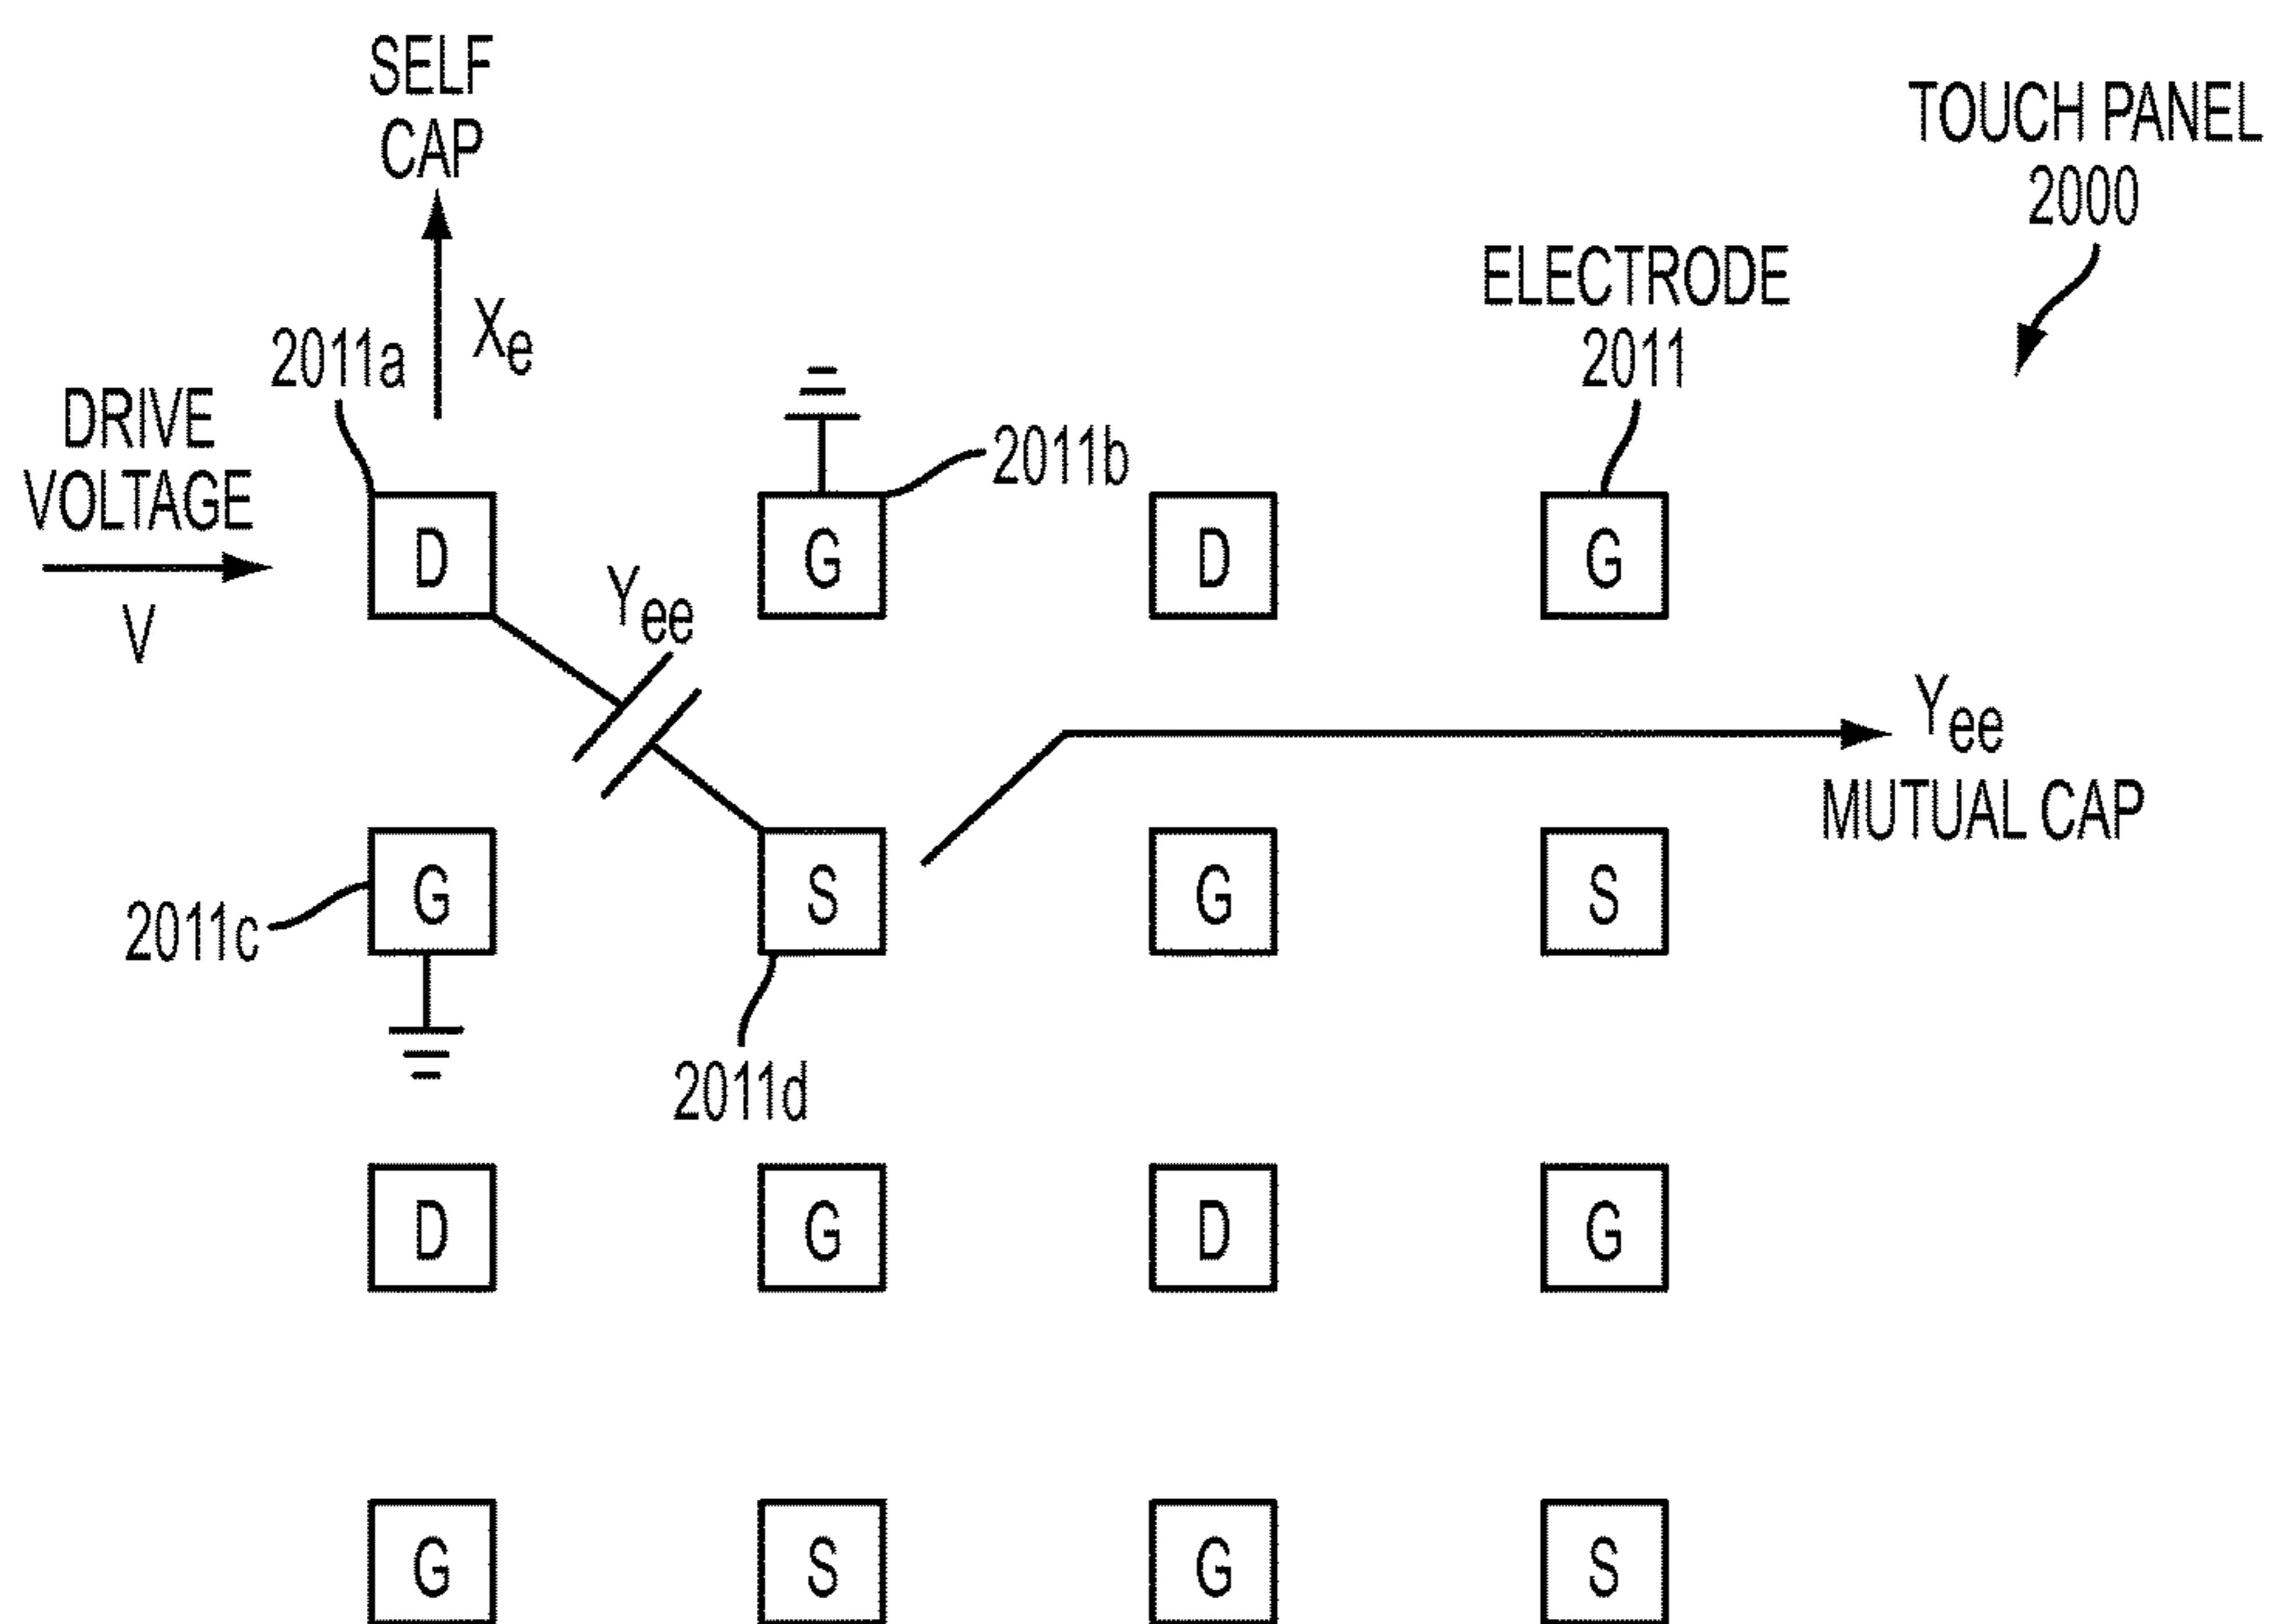 SELF
CAP
TOUCH PANEL
2000
ELECTRODE
2011
Xe
2011a
DRIVE
VOLTAGE
V
2011b
D
G
D
G
Yee
Yee
MUTUAL CAP
G
S
G
S
2011c
2011d
D
G
D
G
G
S
G
S